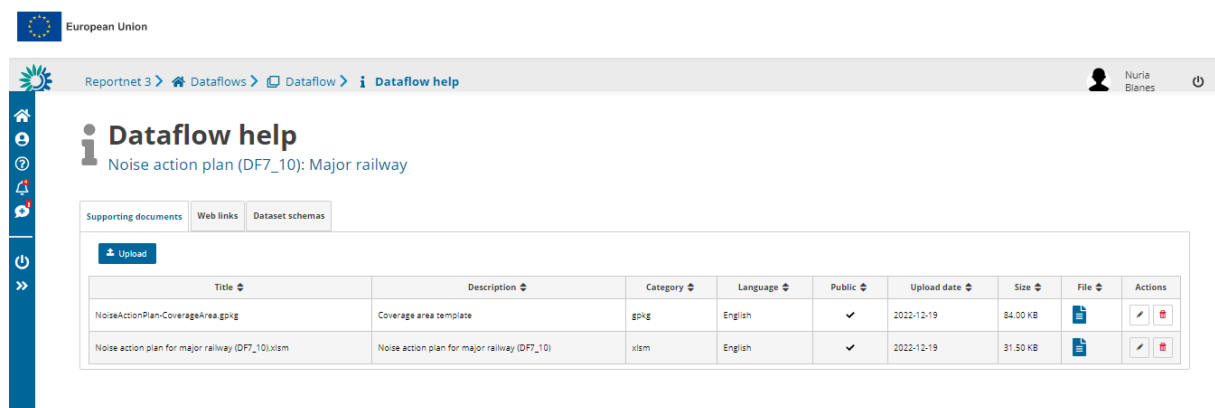 European Union
Reportnet 3 Dataflows Dataflow Dataflow help
Nuria
Blanes
Dataflow help
Noise action plan (DF7_10): Major railway
Supporting documents Web links Dataset schemas
Upload
Title Description Category Language Public Upload date Size File Actions
NoiseActionPlan-CoverageArea.gpkg Coverage area template gpkg English 2022-12-19 84.00 KB
Noise action plan for major railway (DF7_10).xlsm Noise action plan for major railway (DF7_10) xlsm English 2022-12-19 31.50 KB